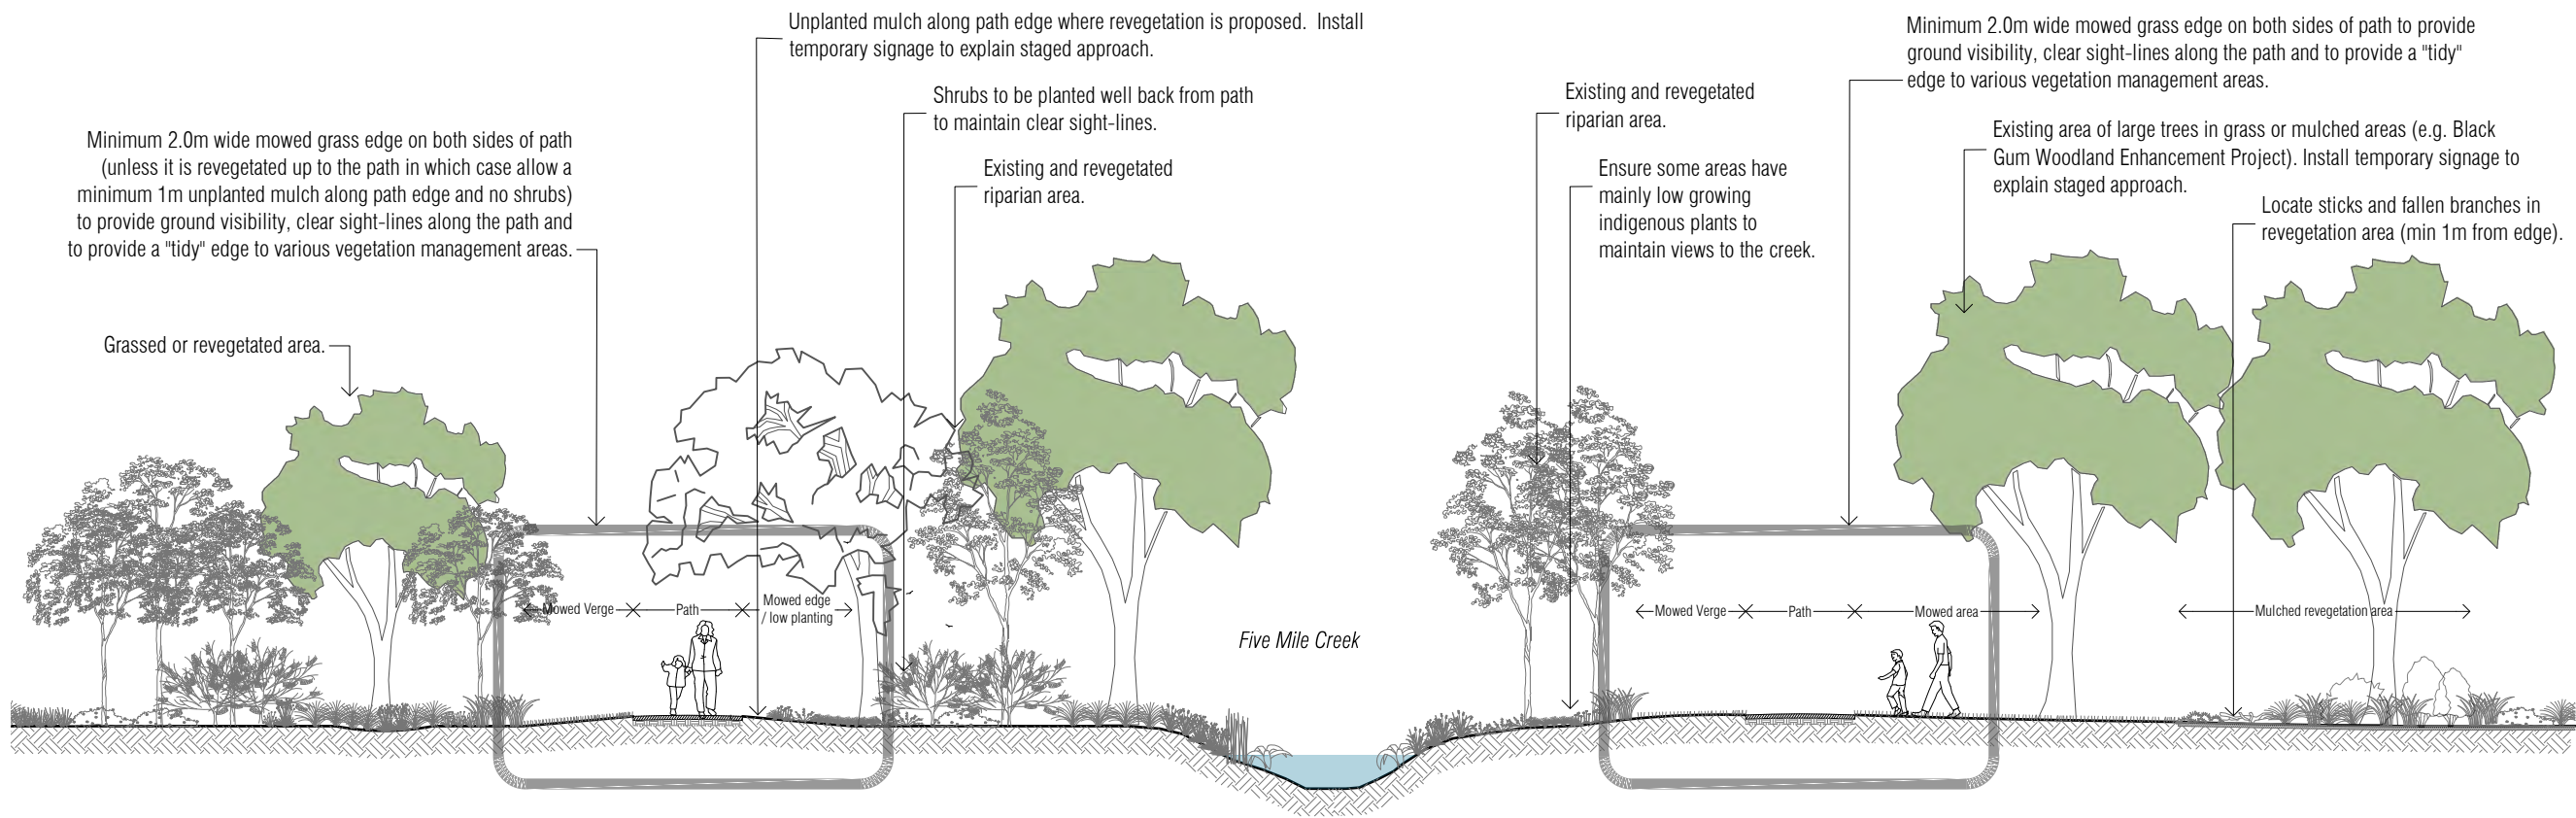 Unplanted mulch along path edge where revegetation is proposed.  Install
temporary signage to explain staged approach.
Minimum 2.0m wide mowed grass edge on both sides of path to provide
ground visibility, clear sight-lines along the path and to provide a "tidy"
edge to various vegetation management areas.
Shrubs to be planted well back from path
to maintain clear sight-lines.
Existing and revegetated
riparian area.
Existing area of large trees in grass or mulched areas (e.g. Black
Gum Woodland Enhancement Project). Install temporary signage to
explain staged approach.
Minimum 2.0m wide mowed grass edge on both sides of path
(unless it is revegetated up to the path in which case allow a
minimum 1m unplanted mulch along path edge and no shrubs)
to provide ground visibility, clear sight-lines along the path and
to provide a "tidy" edge to various vegetation management areas.
Existing and revegetated
riparian area.
Ensure some areas have
mainly low growing
indigenous plants to
maintain views to the creek.
Locate sticks and fallen branches in
revegetation area (min 1m from edge).
Grassed or revegetated area.
Mowed Verge
Path
Mowed edge
/ low planting
Five Mile Creek
Mowed Verge
Path
Mowed area
Mulched revegetation area